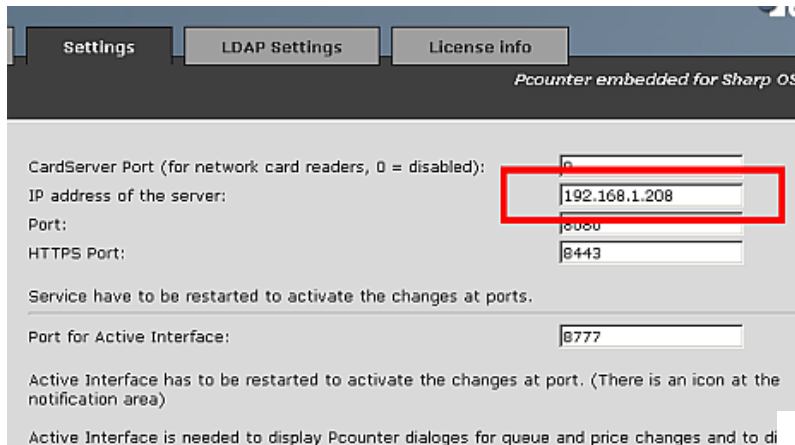 Settings
LDAP Settings
License info
Pcounter embedded for Sharp OS
CardServer Port (for network card readers, 0 = disabled):
IP address of the server: 192.168.1.208
Port: 8080
HTTPS Port: 8443
Service have to be restarted to activate the changes at ports.
Port for Active Interface: 8777
Active Interface has to be restarted to activate the changes at port. (There is an icon at the
notification area)
Active Interface is needed to display Pcounter dialoges for queue and price changes and to di